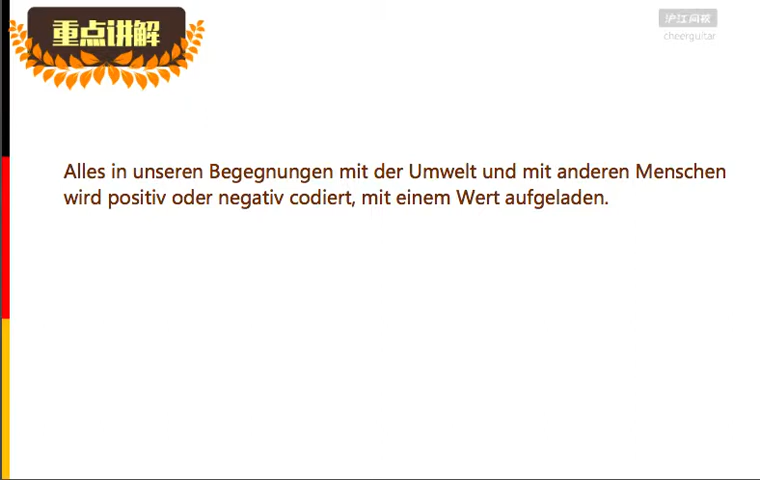 重点讲解
沪江网校
cheerguitar
Alles in unseren Begegnungen mit der Umwelt und mit anderen Menschen
wird positiv oder negativ codiert, mit einem Wert aufgeladen.